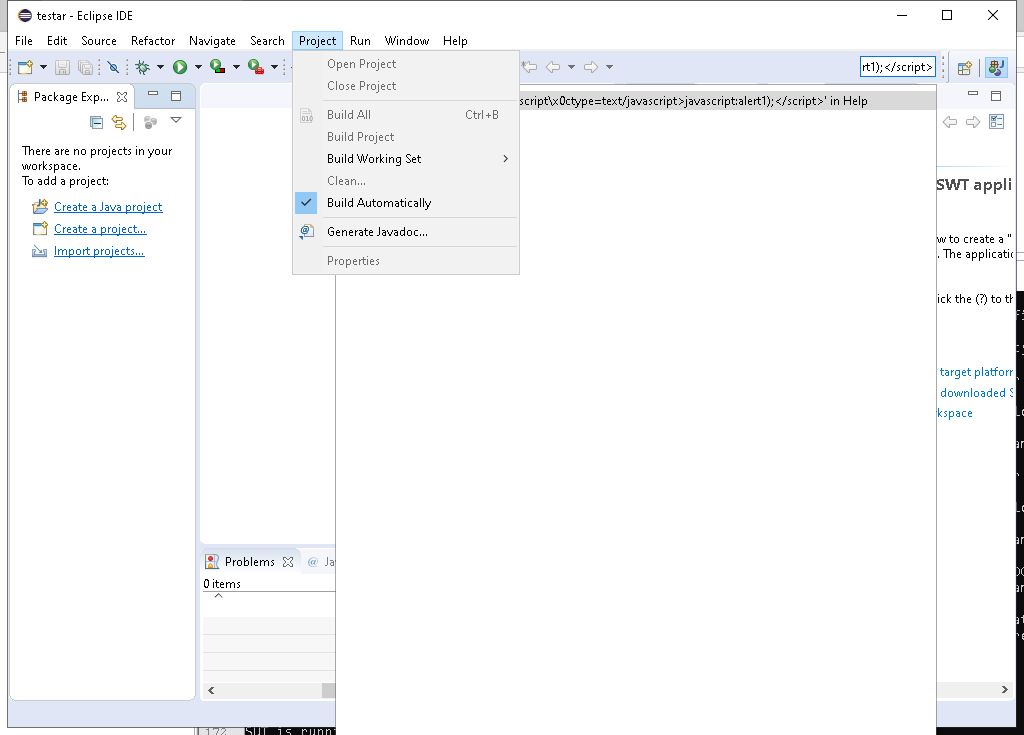 testar - Eclipse IDE
File Edit Source Refactor Navigate Search Project Run Window Help
rt1);</script>
Package Exp...
There are no projects in your
workspace.
To add a project:
Create a Java project
Create a project...
Import projects...
Open Project
Close Project
Build All Ctrl+B
Build Project
Build Working Set
Clean...
Build Automatically
Generate Javadoc...
Properties
script\x0ctype=text/javascript>javascript:alert1);</script>' in Help
SWT appli
w to create a "
. The applicatio
ick the (?) to th
target platfor
downloaded S
kspace
Problems @ Ja
0 items
172 SUT is runni